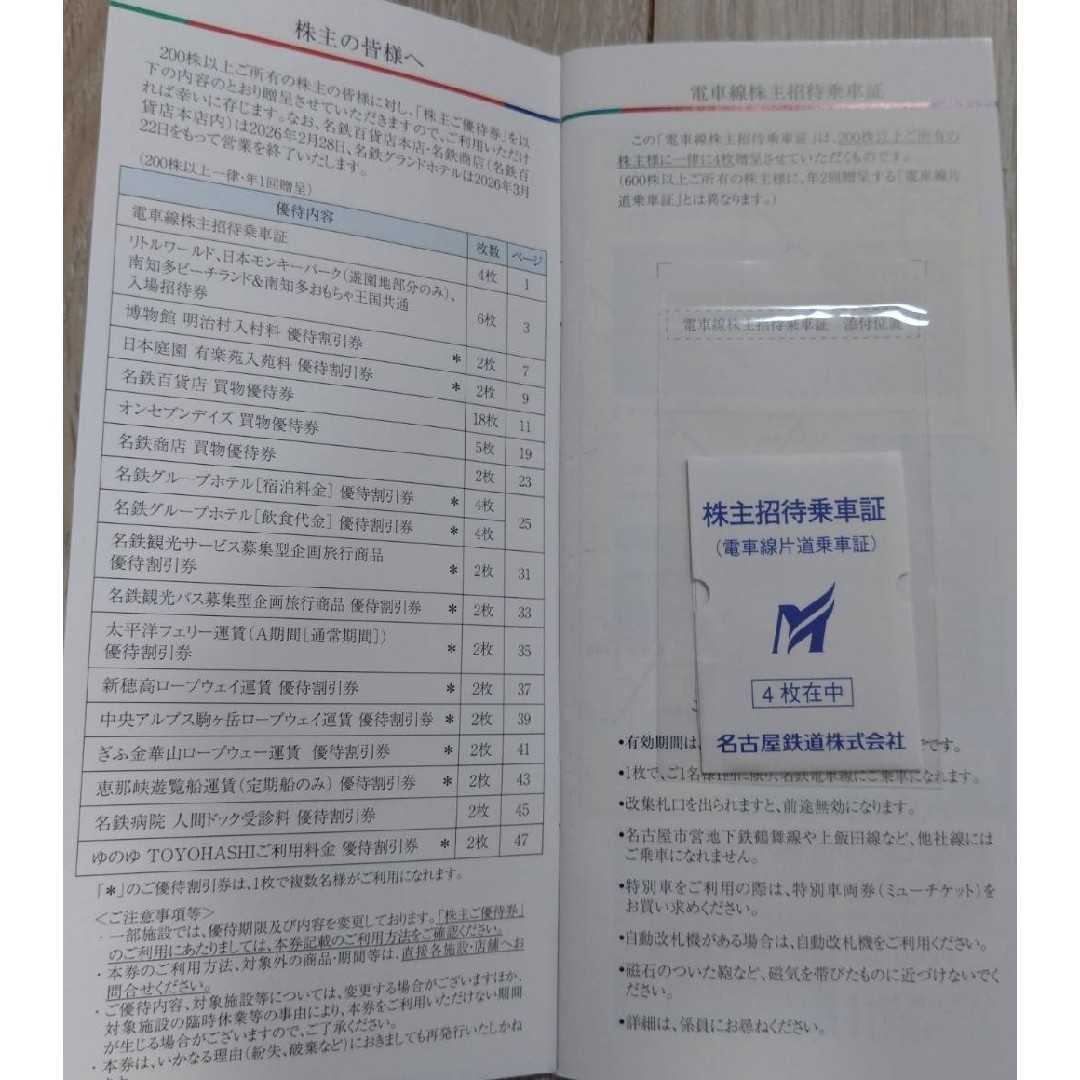 株主の皆様へ
200株以上ご所有の株主の皆様に対し、「株主ご優待券」を以
下の内容のとおり贈呈させていただきますので、ご利用いただけ
れば幸いに存じます。なお、名鉄百貨店本店・名鉄商店(名鉄百
貨店本店内)は2026年2月28日、名鉄グランドホテルは2026年3月
22日をもって営業を終了いたします。
(200株以上一律・年1回贈呈)
優待内容 枚数 ページ
電車線株主招待乗車証 4枚 1
リトルワールド、日本モンキーパーク(遊園地部分のみ)、
南知多ビーチランド&南知多おもちゃ王国共通
入場招待券 6枚 3
博物館 明治村入村料 優待割引券 * 2枚 7
日本庭園 有楽苑入苑料 優待割引券 * 2枚 9
名鉄百貨店 買物優待券 18枚 11
オンセブンデイズ 買物優待券 5枚 19
名鉄商店 買物優待券 2枚 23
名鉄グループホテル[宿泊料金] 優待割引券 * 4枚 25
名鉄グループホテル[飲食代金] 優待割引券 * 4枚
名鉄観光サービス募集型企画旅行商品
優待割引券 * 2枚 31
名鉄観光バス募集型企画旅行商品 優待割引券 * 2枚 33
太平洋フェリー運賃(A期間[通常期間])
優待割引券 * 2枚 35
新穂高ロープウェイ運賃 優待割引券 * 2枚 37
中央アルプス駒ヶ岳ロープウェイ運賃 優待割引券 * 2枚 39
ぎふ金華山ロープウェー運賃 優待割引券 * 2枚 41
恵那峡遊覧船運賃(定期船のみ) 優待割引券 * 2枚 43
名鉄病院 人間ドック受診料 優待割引券 2枚 45
ゆのゆ TOYOHASHIご利用料金 優待割引券 * 2枚 47
「*」のご優待割引券は、1枚で複数名様がご利用になれます。
<ご注意事項等>
・一部施設では、優待期限及び内容を変更しております。「株主ご優待券」
のご利用にあたりましては、本券記載のご利用方法をご確認ください。
・本券のご利用方法、対象外の商品・期間等は、直接各施設・店舗へお
問合せください。
・ご優待内容、対象施設等については、変更する場合がございますほか、
対象施設の臨時休業等の事由により、本券をご利用いただけない期間
が生じる場合がございますので、ご了承ください。
・本券は、いかなる理由(紛失、破棄など)におきましても再発行いたしかね
電車線株主招待乗車証
この「電車線株主招待乗車証」は、200株以上ご所有の
株主様に一律に4枚贈呈させていただくものです。
(600株以上ご所有の株主様に、年2回贈呈する「電車線片
道乗車証」とは異なります。)
電車線株主招待乗車証 添付位置
株主招待乗車証
(電車線片道乗車証)
4枚在中
名古屋鉄道株式会社
•有効期間は、 です。
•1枚で、ご1名様1回に限り、名鉄電車線にご乗車になれます。
•改集札口を出られますと、前途無効になります。
•名古屋市営地下鉄鶴舞線や上飯田線など、他社線には
ご乗車になれません。
•特別車をご利用の際は、特別車両券(ミューチケット)を
お買い求めください。
•自動改札機がある場合は、自動改札機をご利用ください。
•磁石のついた鞄など、磁気を帯びたものに近づけないでく
ださい。
•詳細は、係員にお尋ねください。